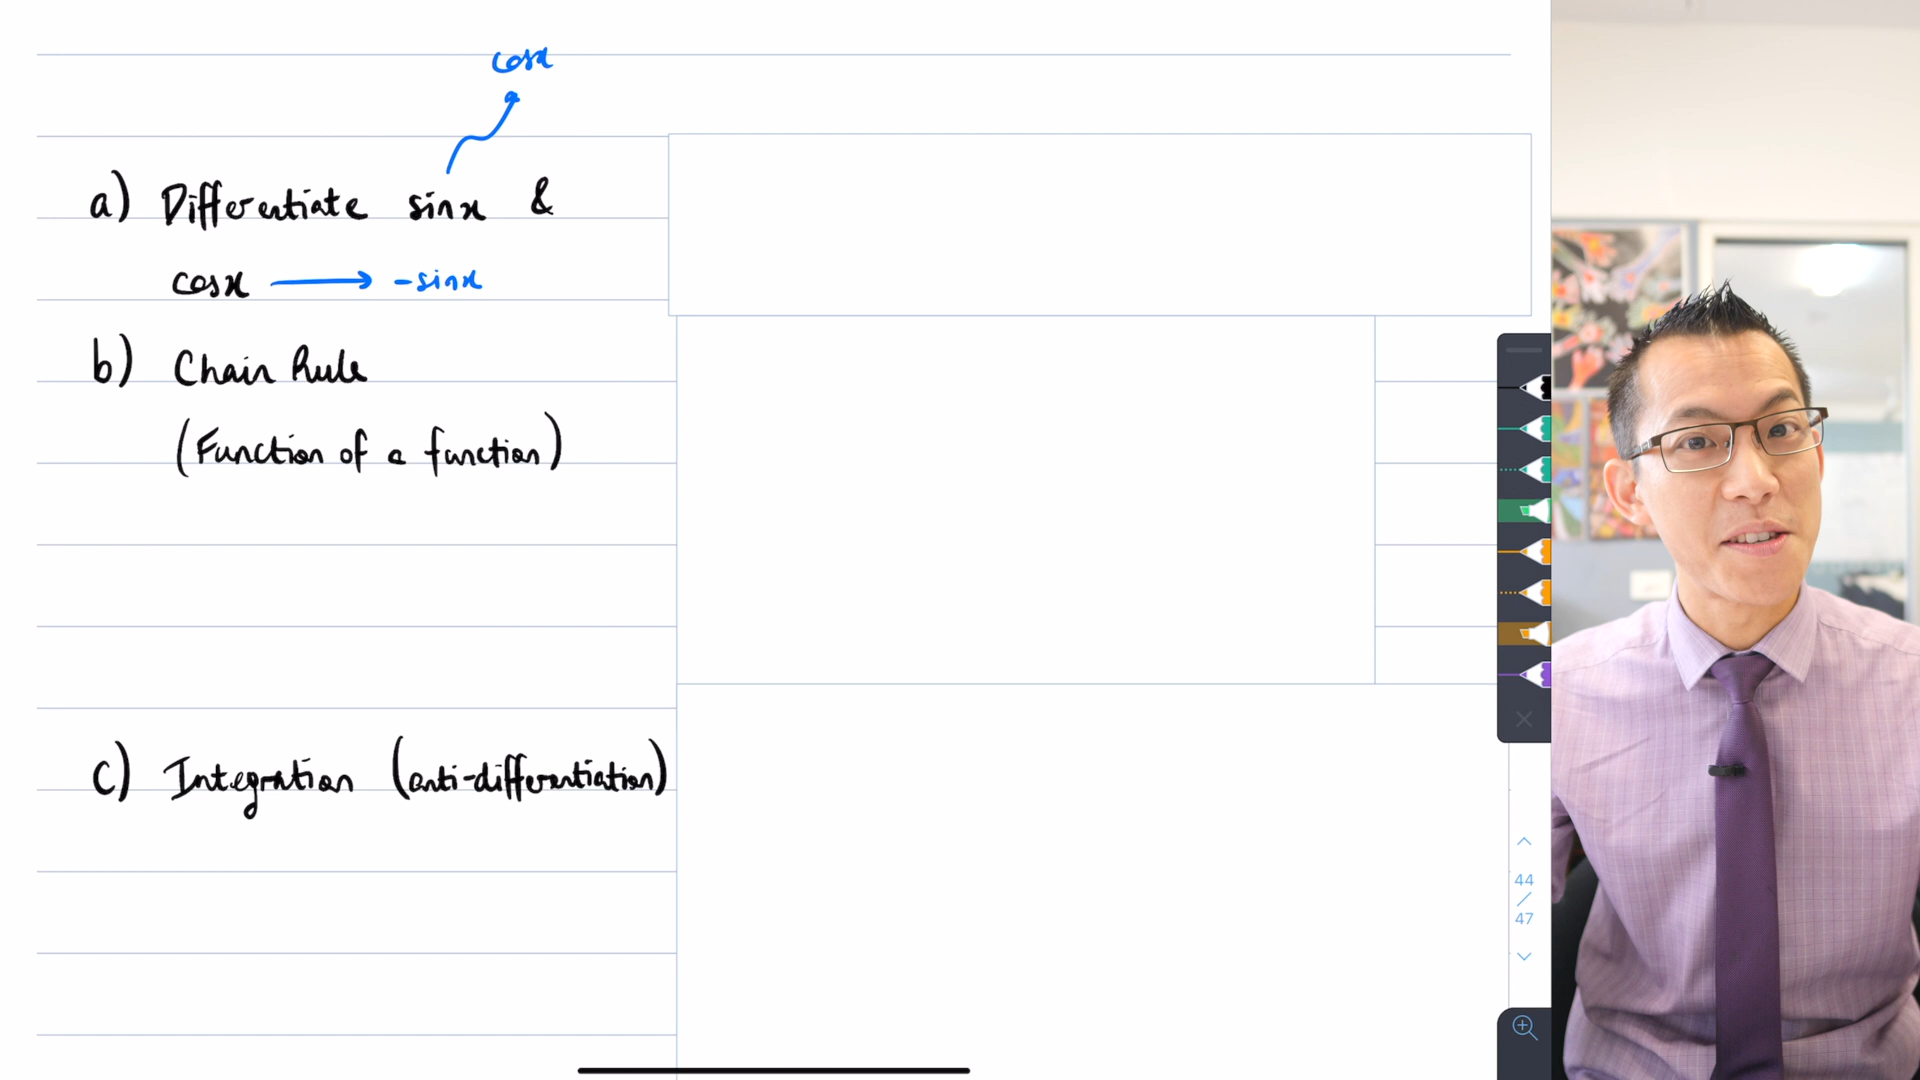 cosx
a) Differentiate sinx &
cosx → -sinx
b) Chain Rule
(Function of a function)
c) Integration (anti-differentiation)
44
/
47